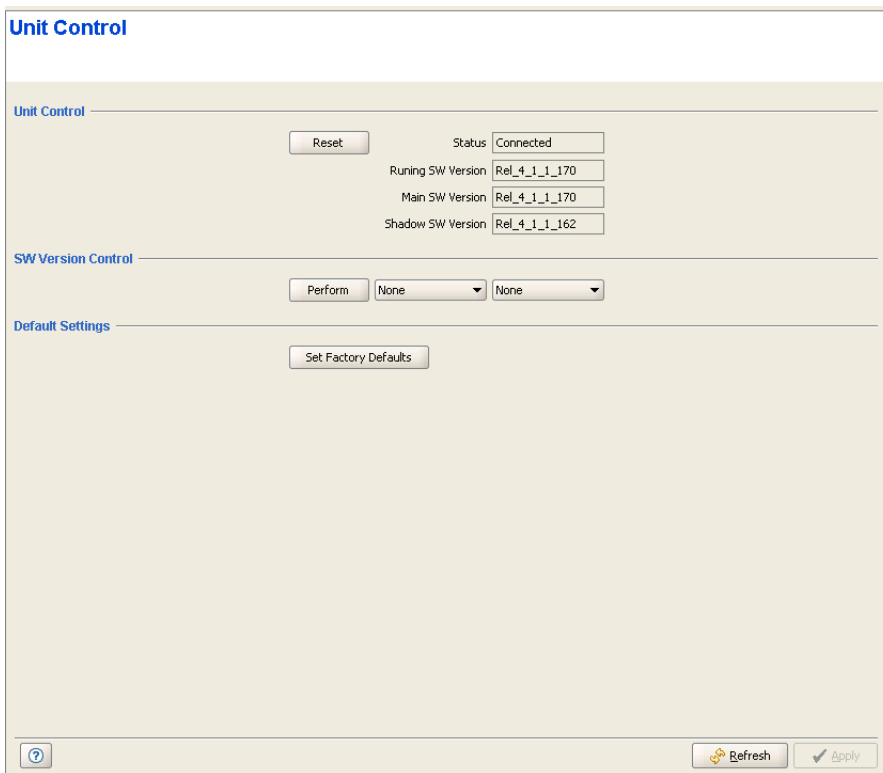 Unit Control
Unit Control
Reset Status Connected
Runing SW Version Rel_4_1_1_170
Main SW Version Rel_4_1_1_170
Shadow SW Version Rel_4_1_1_162
SW Version Control
Perform None None
Default Settings
Set Factory Defaults
? Refresh Apply